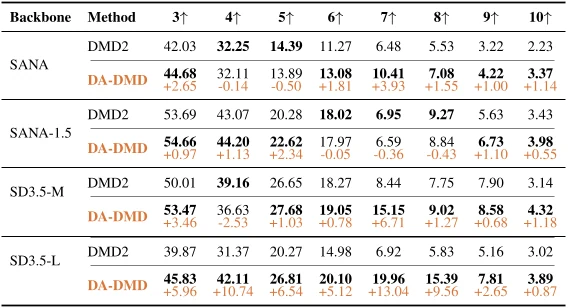 Backbone Method 3↑ 4↑ 5↑ 6↑ 7↑ 8↑ 9↑ 10↑
SANA
DMD2 42.03 32.25 14.39 11.27 6.48 5.53 3.22 2.23
DA-DMD 44.68 32.11 13.89 13.08 10.41 7.08 4.22 3.37
+2.65 -0.14 -0.50 +1.81 +3.93 +1.55 +1.00 +1.14
SANA-1.5
DMD2 53.69 43.07 20.28 18.02 6.95 9.27 5.63 3.43
DA-DMD 54.66 44.20 22.62 17.97 6.59 8.84 6.73 3.98
+0.97 +1.13 +2.34 -0.05 -0.36 -0.43 +1.10 +0.55
SD3.5-M
DMD2 50.01 39.16 26.65 18.27 8.44 7.75 7.90 3.14
DA-DMD 53.47 36.63 27.68 19.05 15.15 9.02 8.58 4.32
+3.46 -2.53 +1.03 +0.78 +6.71 +1.27 +0.68 +1.18
SD3.5-L
DMD2 39.87 31.37 20.27 14.98 6.92 5.83 5.16 3.02
DA-DMD 45.83 42.11 26.81 20.10 19.96 15.39 7.81 3.89
+5.96 +10.74 +6.54 +5.12 +13.04 +9.56 +2.65 +0.87